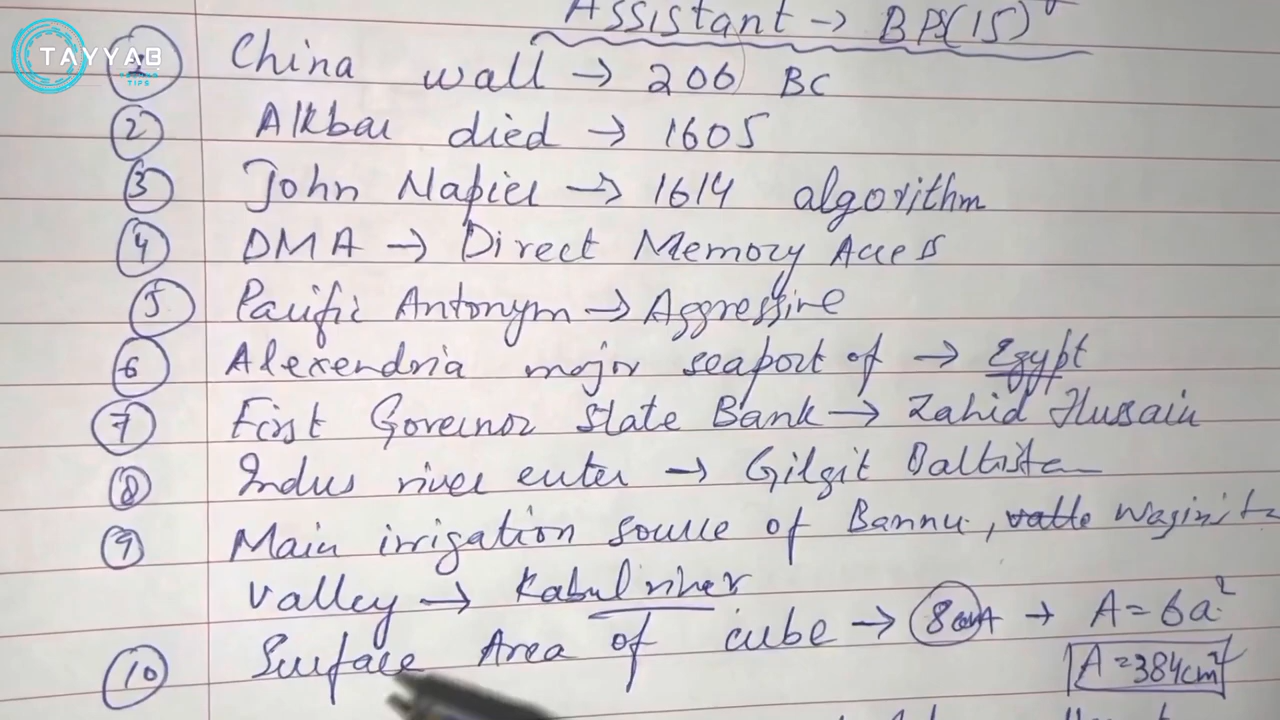 Assistant → BPS(15)
TAYYAB
TIPS
China wall → 206 BC
② Akbar died → 1605
③ John Napier → 1614 algorithm
④ DMA → Direct Memory Access
⑤ Pacific Antonym → Aggressive
⑥ Alexendria major seaport of → Egypt
⑦ First Governor State Bank → Zahid Hussain
⑧ Indus river enter → Gilgit Baltistan
⑨ Main irrigation source of Bannu,
valley → Kabul river
⑩ Surface Area of cube → 8cm → A = 6a²
A = 384cm²